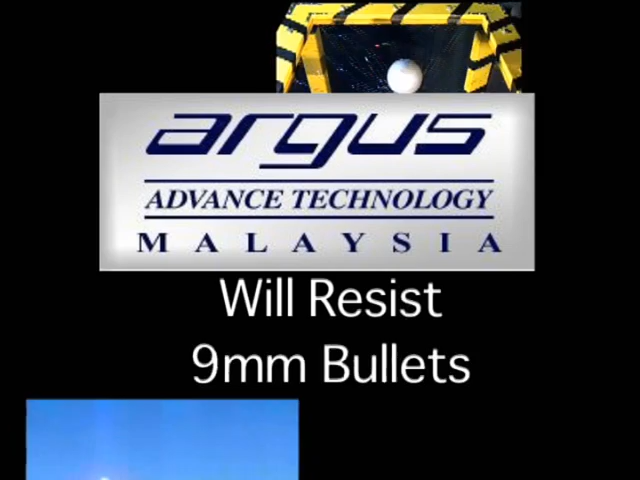 argus
ADVANCE TECHNOLOGY
MALAYSIA
Will Resist
9mm Bullets